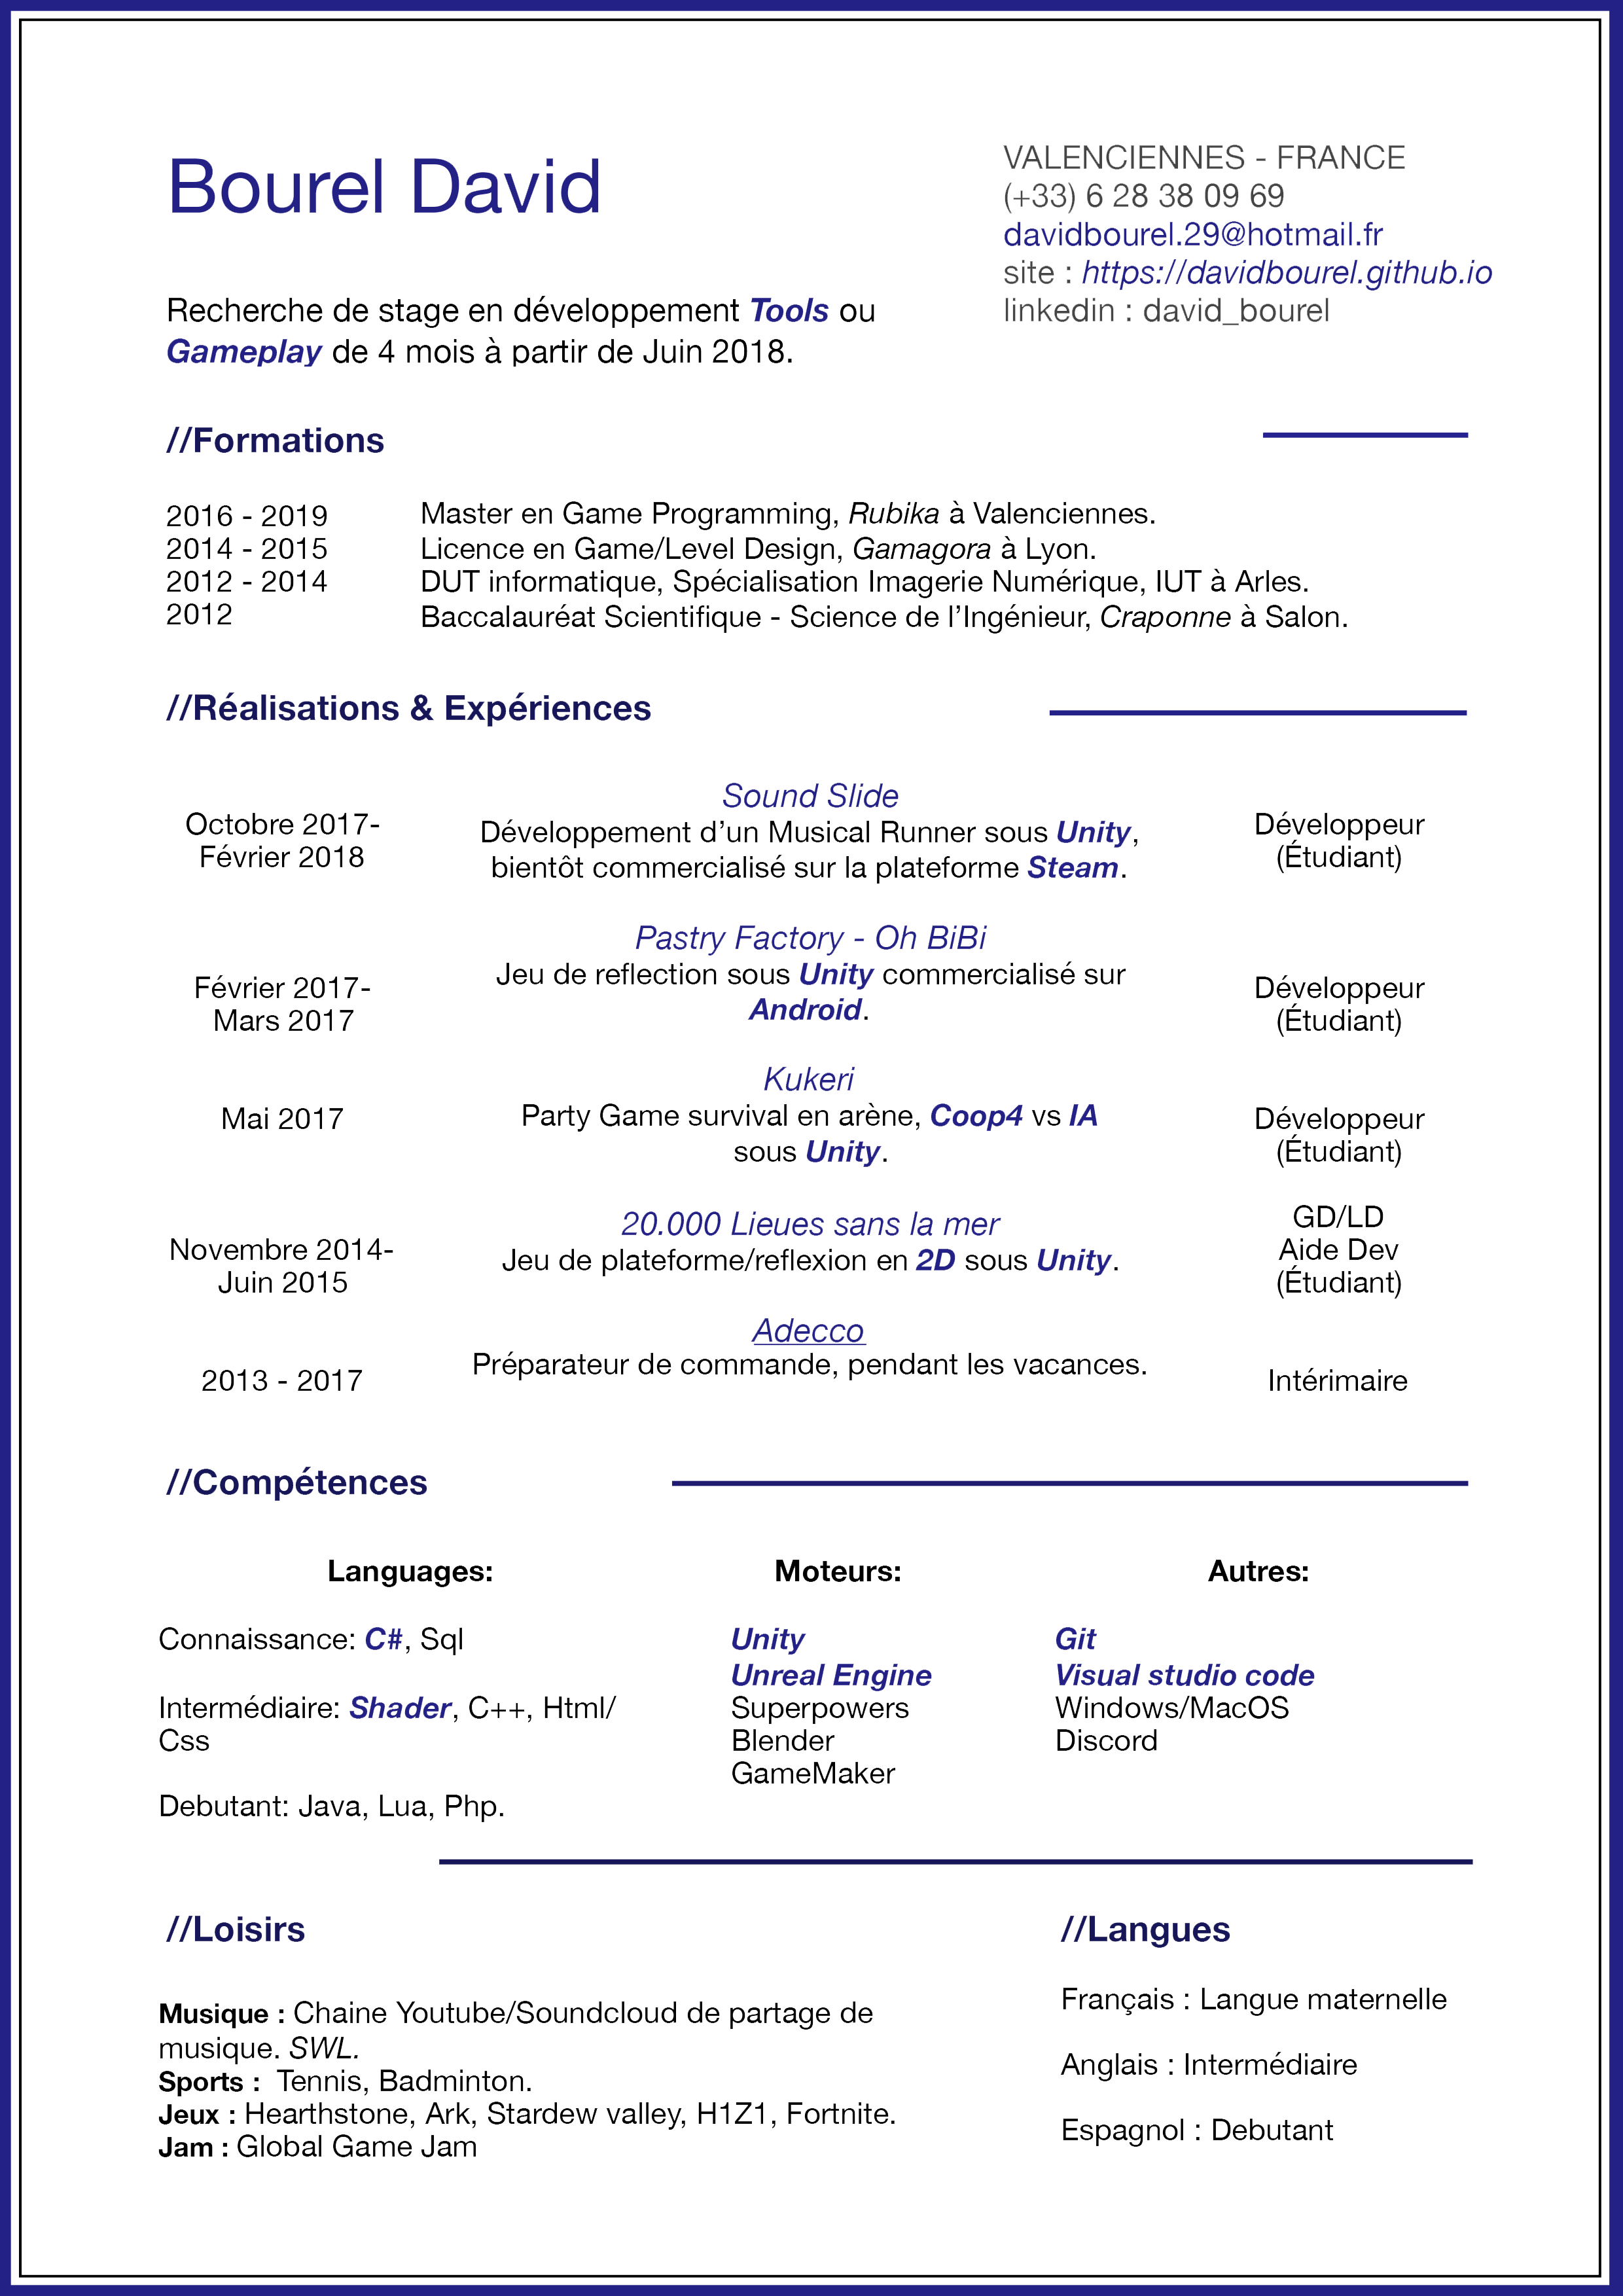 Bourel David
VALENCIENNES - FRANCE
(+33) 6 28 38 09 69
davidbourel.29@hotmail.fr
site : https://davidbourel.github.io
linkedin : david_bourel
Recherche de stage en développement Tools ou
Gameplay de 4 mois à partir de Juin 2018.
//Formations
2016 - 2019 Master en Game Programming, Rubika à Valenciennes.
2014 - 2015 Licence en Game/Level Design, Gamagora à Lyon.
2012 - 2014 DUT informatique, Spécialisation Imagerie Numérique, IUT à Arles.
2012 Baccalauréat Scientifique - Science de l’Ingénieur, Craponne à Salon.
//Réalisations & Expériences
Octobre 2017-
Février 2018
Sound Slide
Développement d’un Musical Runner sous Unity,
bientôt commercialisé sur la plateforme Steam.
Développeur
(Étudiant)
Février 2017-
Mars 2017
Pastry Factory - Oh BiBi
Jeu de reflection sous Unity commercialisé sur
Android.
Développeur
(Étudiant)
Mai 2017
Kukeri
Party Game survival en arène, Coop4 vs IA
sous Unity.
Développeur
(Étudiant)
Novembre 2014-
Juin 2015
20.000 Lieues sans la mer
Jeu de plateforme/reflexion en 2D sous Unity.
GD/LD
Aide Dev
(Étudiant)
2013 - 2017
Adecco
Préparateur de commande, pendant les vacances.
Intérimaire
//Compétences
Languages:
Connaissance: C#, Sql
Intermédiaire: Shader, C++, Html/
Css
Debutant: Java, Lua, Php.
Moteurs:
Unity
Unreal Engine
Superpowers
Blender
GameMaker
Autres:
Git
Visual studio code
Windows/MacOS
Discord
//Loisirs
Musique : Chaine Youtube/Soundcloud de partage de
musique. SWL.
Sports : Tennis, Badminton.
Jeux : Hearthstone, Ark, Stardew valley, H1Z1, Fortnite.
Jam : Global Game Jam
//Langues
Français : Langue maternelle
Anglais : Intermédiaire
Espagnol : Debutant